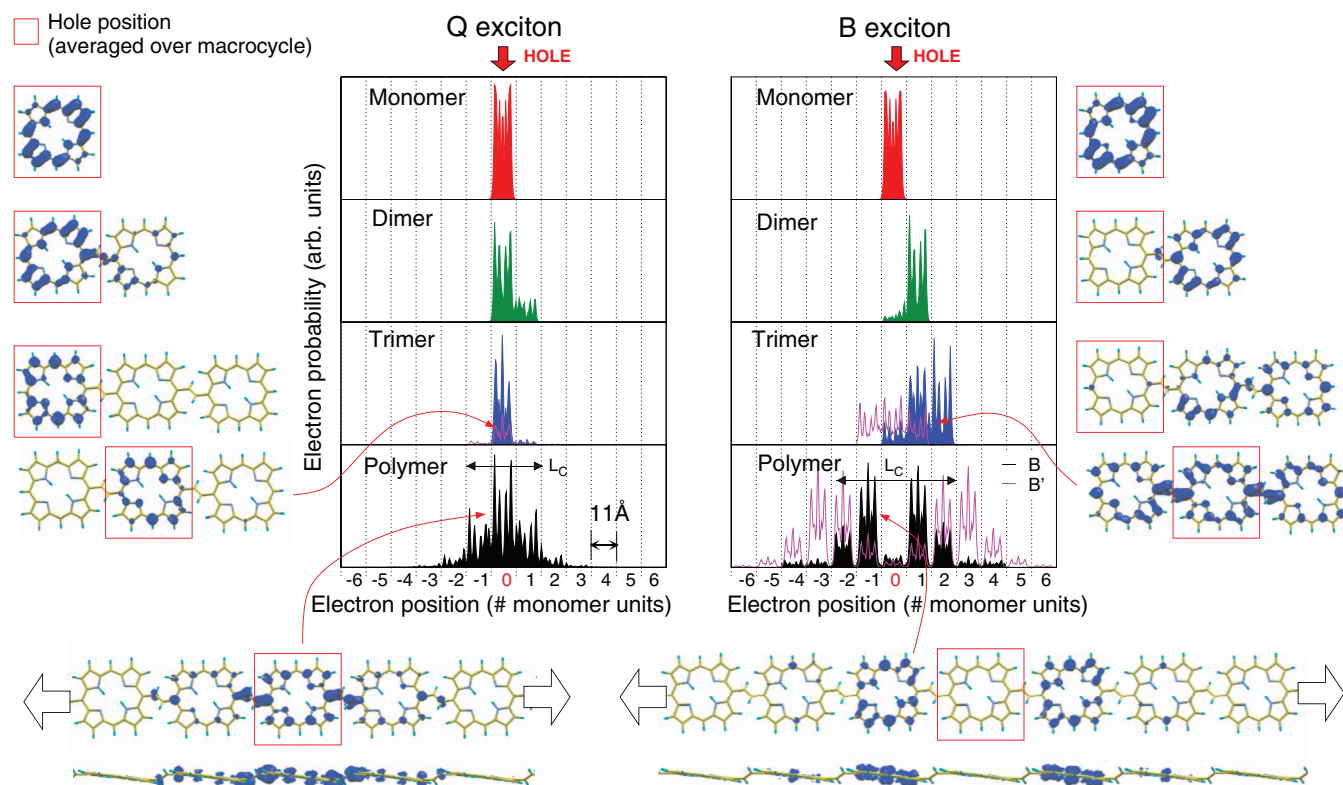 Hole position
(averaged over macrocycle)
Q exciton
HOLE
B exciton
HOLE
Electron probability (arb. units)
Monomer
Dimer
Trimer
Polymer
L_C
11Å
-6 -5 -4 -3 -2 -1 0 1 2 3 4 5 6
Electron position (# monomer units)
Monomer
Dimer
Trimer
Polymer
L_C
B
B'
-6 -5 -4 -3 -2 -1 0 1 2 3 4 5 6
Electron position (# monomer units)